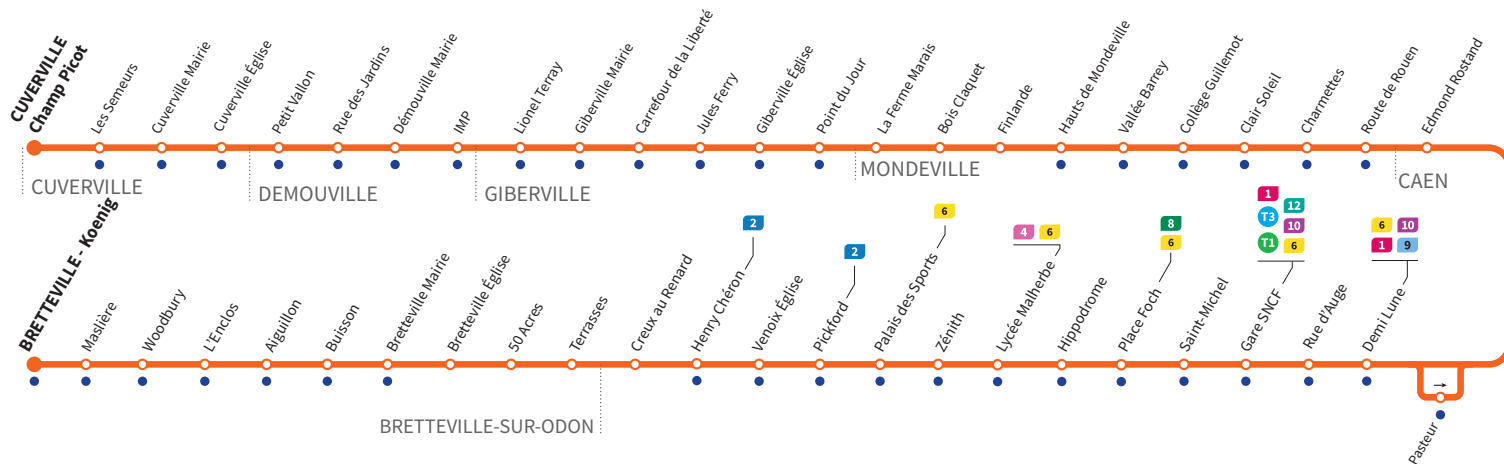 CUVERVILLE
Champ Picot
Les Semeurs
Cuverville Mairie
Cuverville Église
Petit Vallon
Rue des Jardins
Démouville Mairie
IMP
Lionel Terray
Giberville Mairie
Carrefour de la Liberté
Jules Ferry
Giberville Église
Point du Jour
La Ferme Marais
Bois Claquet
Finlande
Hauts de Mondeville
Vallée Barrey
Collège Guillemot
Clair Soleil
Charmettes
Route de Rouen
Edmond Rostand
CUVERVILLE
DEMOUVILLE
GIBERVILLE
MONDEVILLE
CAEN
BRETTEVILLE - Koenig
Maslière
Woodbury
L'Enclos
Aiguillon
Buisson
Bretteville Mairie
Bretteville Église
50 Acres
Terrasses
Creux au Renard
Henry Chéron
2
Venoix Église
Pickford
2
Palais des Sports
6
Zénith
Lycée Malherbe
4 6
Hippodrome
Place Foch
8
6
Saint-Michel
Gare SNCF
1
T3 12
10
T1 6
Rue d'Auge
Demi Lune
6 10
1 9
→
Pasteur
BRETTEVILLE-SUR-ODON